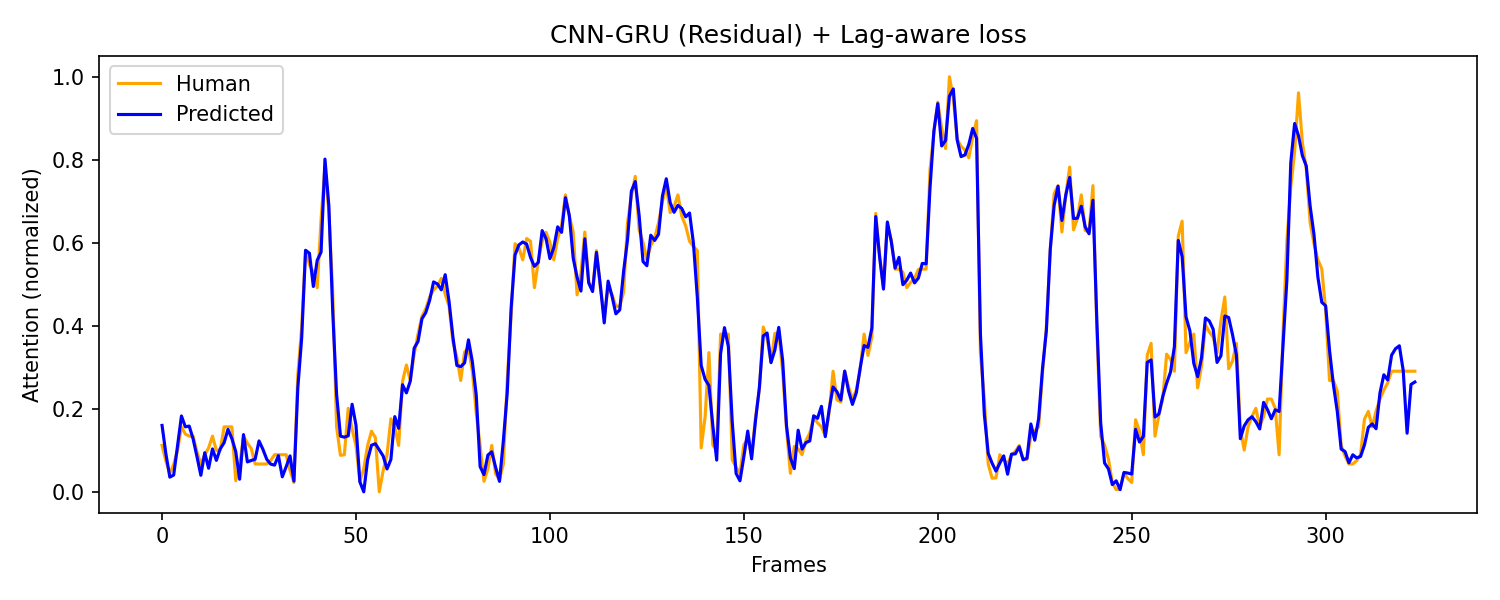 CNN-GRU (Residual) + Lag-aware loss
Human
Predicted
Attention (normalized)
1.0
0.8
0.6
0.4
0.2
0.0
0 50 100 150 200 250 300
Frames